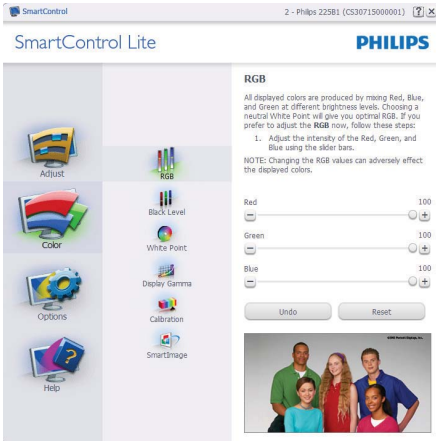 SmartControl
2 - Philips 225B1 (CS30715000001)
?
X
SmartControl Lite
PHILIPS
Adjust
Color
Options
Help
RGB
Black Level
White Point
Display Gamma
Calibration
SmartImage
RGB
All displayed colors are produced by mixing Red, Blue,
and Green at different brightness levels. Choosing a
neutral White Point will give you optimal RGB. If you
prefer to adjust the RGB now, follow these steps:
1. Adjust the intensity of the Red, Green, and
Blue using the slider bars.
NOTE: Changing the RGB values can adversely effect
the displayed colors.
Red 100
Green 100
Blue 100
Undo
Reset